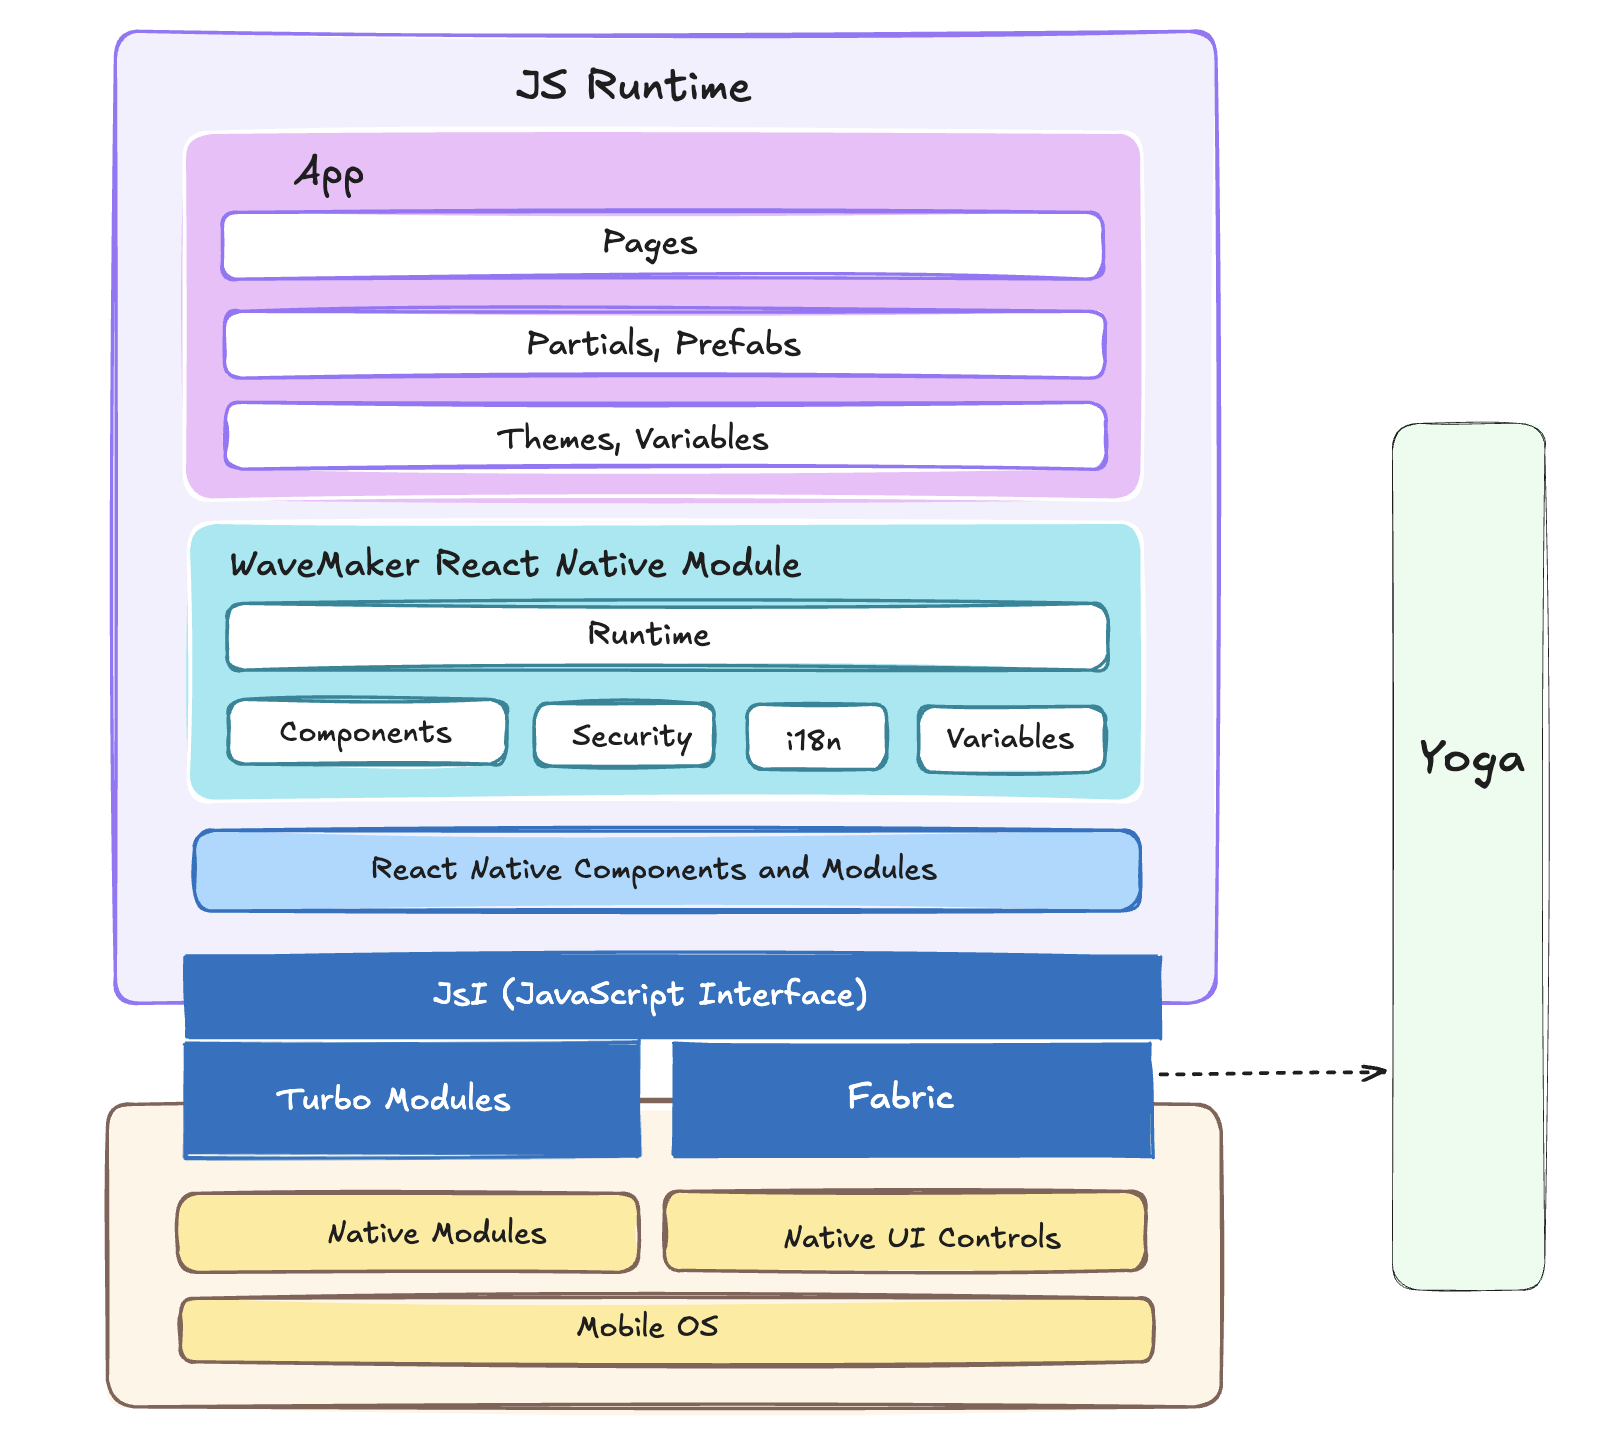 JS Runtime
App
Pages
Partials, Prefabs
Themes, Variables
WaveMaker React Native Module
Runtime
Components
Security
i18n
Variables
React Native Components and Modules
JsI (JavaScript Interface)
Turbo Modules
Fabric
Native Modules
Native UI Controls
Mobile OS
Yoga